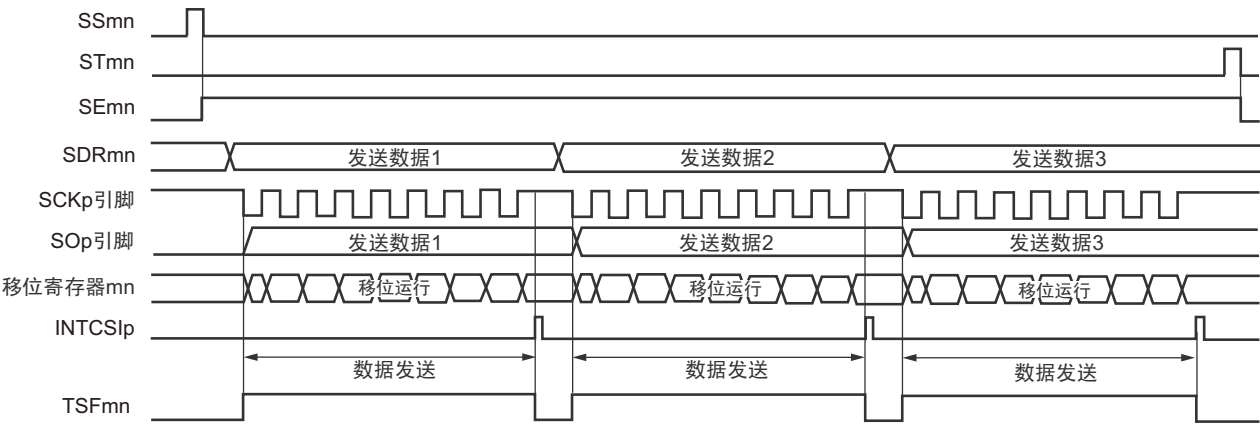 SSmn
STmn
SEmn
SDRmn 发送数据1 发送数据2 发送数据3
SCKp引脚
SOp引脚 发送数据1 发送数据2 发送数据3
移位寄存器mn 移位运行 移位运行 移位运行
INTCSIp
数据发送 数据发送 数据发送
TSFmn